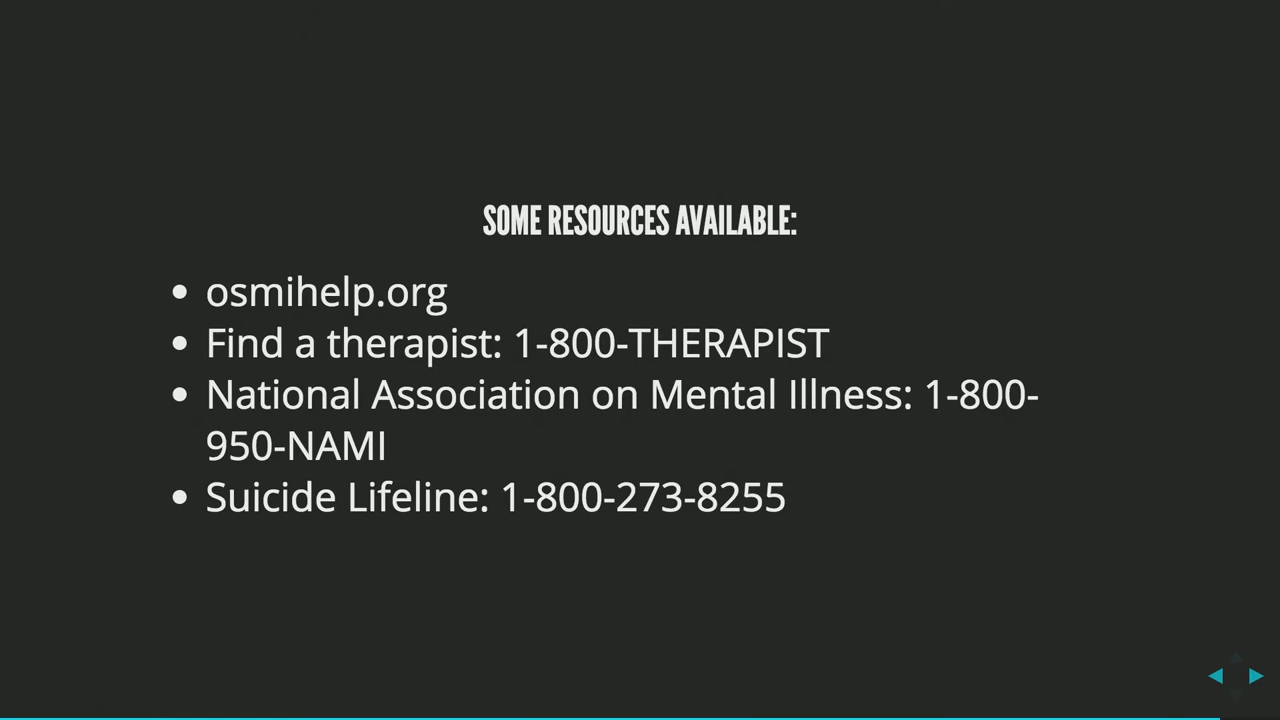 SOME RESOURCES AVAILABLE:
• osmihelp.org
• Find a therapist: 1-800-THERAPIST
• National Association on Mental Illness: 1-800-
950-NAMI
• Suicide Lifeline: 1-800-273-8255